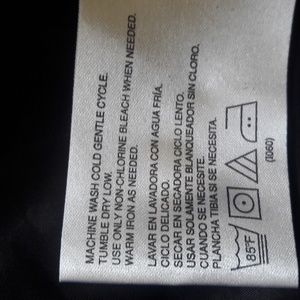 MACHINE WASH COLD GENTLE CYCLE.
TUMBLE DRY LOW.
USE ONLY NON-CHLORINE BLEACH WHEN NEEDED.
WARM IRON AS NEEDED.
LAVAR EN LAVADORA CON AGUA FRÍA.
CICLO DELICADO.
SECAR EN SECADORA CICLO LENTO.
USAR SOLAMENTE BLANQUEADOR SIN CLORO.
CUANDO SE NECESITE.
PLANCHA TIBIA SI SE NECESITA.
85°F
(3060)